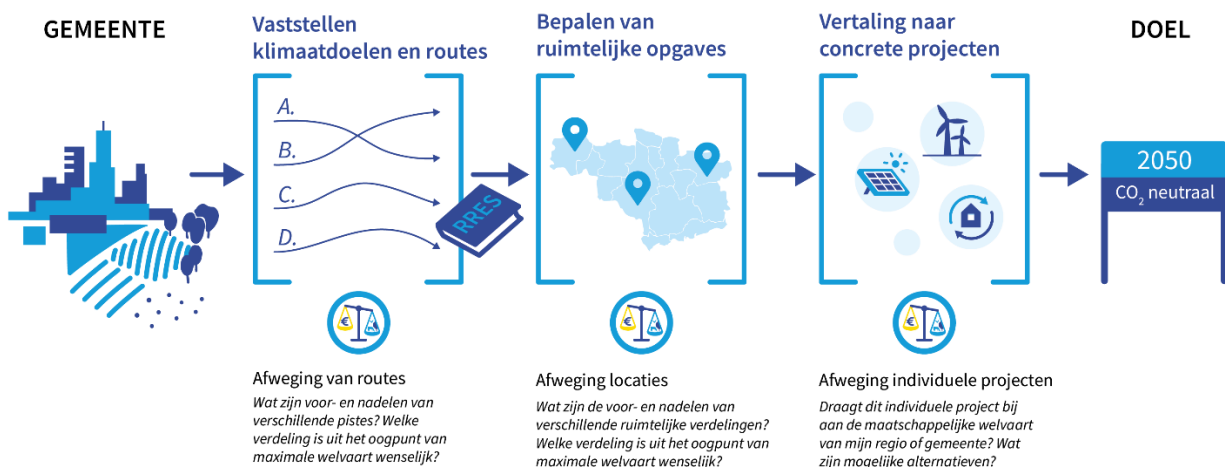 GEMEENTE
Vaststellen
klimaatdoelen en routes
A.
B.
C.
D.
RRES
€
Afweging van routes
Wat zijn voor- en nadelen van
verschillende pistes? Welke
verdeling is uit het oogpunt van
maximale welvaart wenselijk?
Bepalen van
ruimtelijke opgaves
€
Afweging locaties
Wat zijn de voor- en nadelen van
verschillende ruimtelijke verdelingen?
Welke verdeling is uit het oogpunt van
maximale welvaart wenselijk?
Vertaling naar
concrete projecten
€
Afweging individuele projecten
Draagt dit individuele project bij
aan de maatschappelijke welvaart
van mijn regio of gemeente? Wat
zijn mogelijke alternatieven?
DOEL
2050
CO₂ neutraal